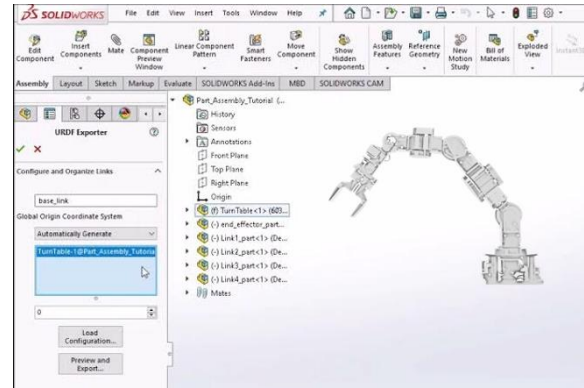 SOLIDWORKS
File Edit View Insert Tools Window Help
Edit Component
Insert Components
Mate
Component Preview Window
Linear Component Pattern
Smart Fasteners
Move Component
Show Hidden Components
Assembly Features
Reference Geometry
New Motion Study
Bill of Materials
Exploded View
Instant3D
Assembly Layout Sketch Markup Evaluate SOLIDWORKS Add-Ins MBD SOLIDWORKS CAM
URDF Exporter
Configure and Organize Links
base_link
Global Origin Coordinate System
Automatically Generate
TurnTable-1@Part_Assembly_Tutoria
0
Load Configuration...
Preview and Export...
Part_Assembly_Tutorial (...
History
Sensors
Annotations
Front Plane
Top Plane
Right Plane
Origin
(f) TurnTable<1> (603...
(-) end_effector_part...
(-) Link1_part<1> (De...
(-) Link2_part<1> (De...
(-) Link3_part<1> (De...
(-) Link4_part<1> (De...
Mates